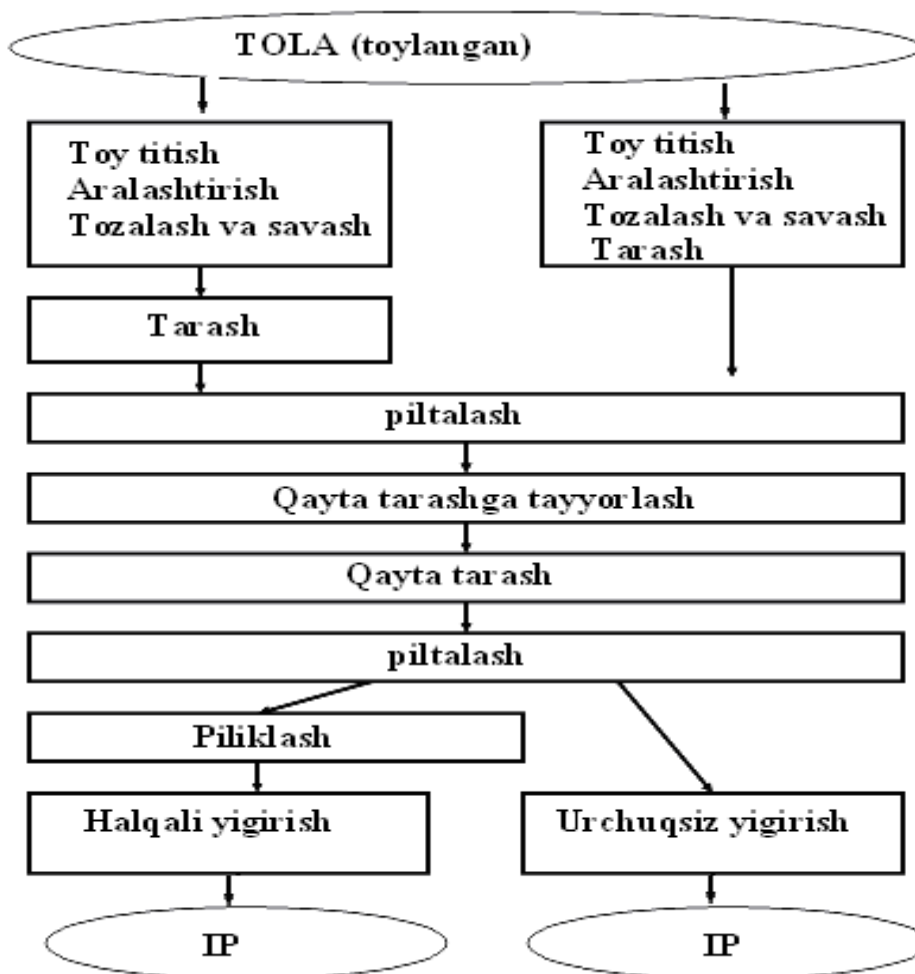 TOLA (toylangan)
Toy titish
Aralashtirish
Tozalash va savash
Toy titish
Aralashtirish
Tozalash va savash
Tarash
Tarash
piltalash
Qayta tarashga tayyorlash
Qayta tarash
piltalash
Piliklash
Halqali yigirish
Urchuqsiz yigirish
IP
IP